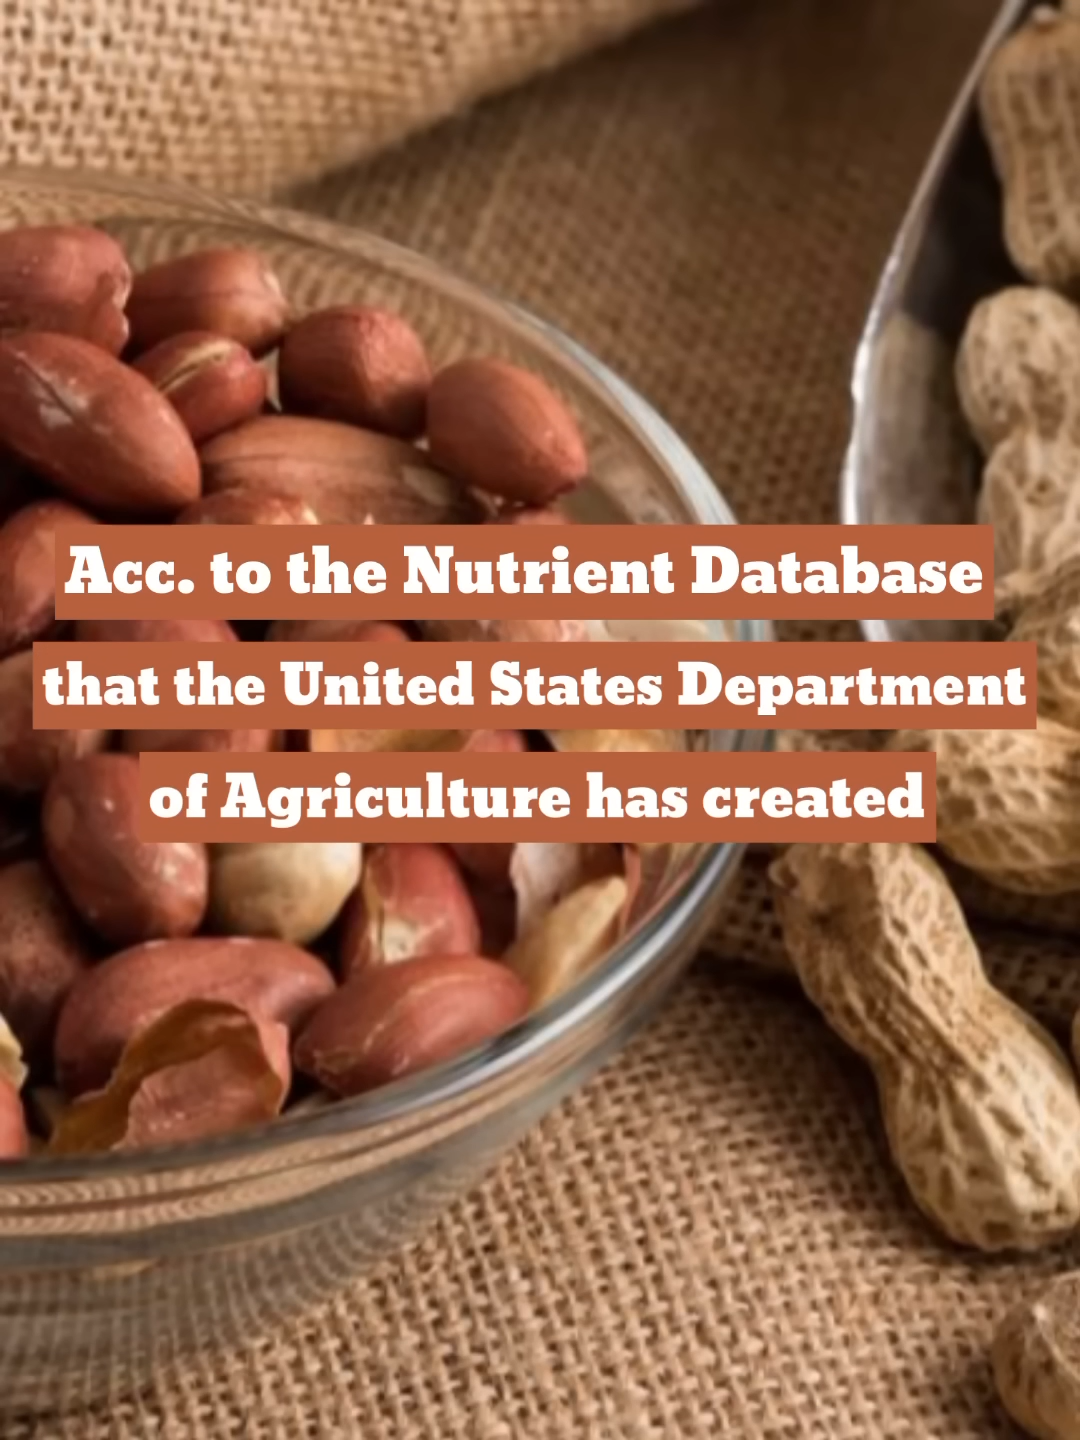 Acc. to the Nutrient Database
that the United States Department
of Agriculture has created